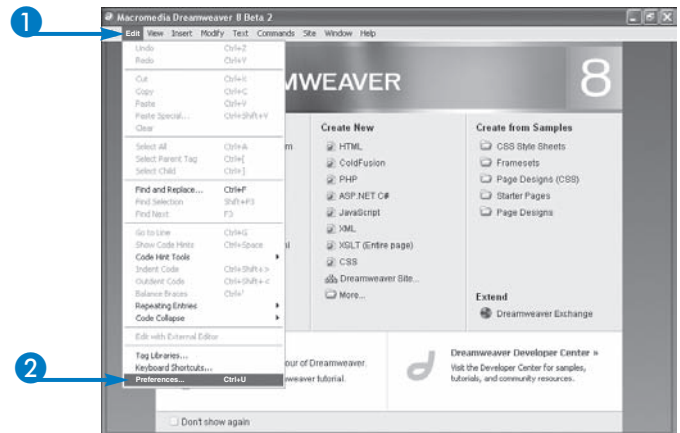 1
Macromedia Dreamweaver 8 Beta 2
Edit View Insert Modify Text Commands Site Window Help
Undo Ctrl+Z
Redo Ctrl+Y
Cut Ctrl+X
Copy Ctrl+C
Paste Ctrl+V
Paste Special... Ctrl+Shift+V
Clear
Select All Ctrl+A
Select Parent Tag Ctrl+[
Select Child Ctrl+]
Find and Replace... Ctrl+F
Find Selection Shift+F3
Find Next F3
Go to Line Ctrl+G
Show Code Hints Ctrl+Space
Code Hint Tools
Indent Code Ctrl+Shift+>
Outdent Code Ctrl+Shift+<
Balance Braces Ctrl+'
Repeating Entries
Code Collapse
Edit with External Editor
Tag Libraries...
Keyboard Shortcuts...
2
Preferences... Ctrl+U
MWEAVER 8
Create New
HTML
ColdFusion
PHP
ASP.NET C#
JavaScript
XML
XSLT (Entire page)
CSS
Dreamweaver Site...
More...
Create from Samples
CSS Style Sheets
Framesets
Page Designs (CSS)
Starter Pages
Page Designs
Extend
Dreamweaver Exchange
our of Dreamweaver.
weaver tutorial.
Dreamweaver Developer Center »
Visit the Developer Center for samples,
tutorials, and community resources.
Don't show again